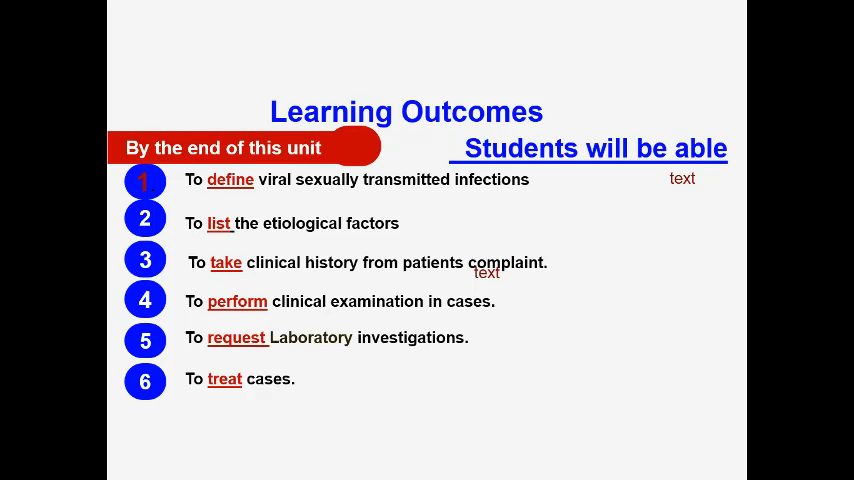 Learning Outcomes
By the end of this unit
Students will be able
1. To define viral sexually transmitted infections
text
2 To list the etiological factors
3 To take clinical history from patients complaint.
text
4 To perform clinical examination in cases.
5 To request Laboratory investigations.
6 To treat cases.